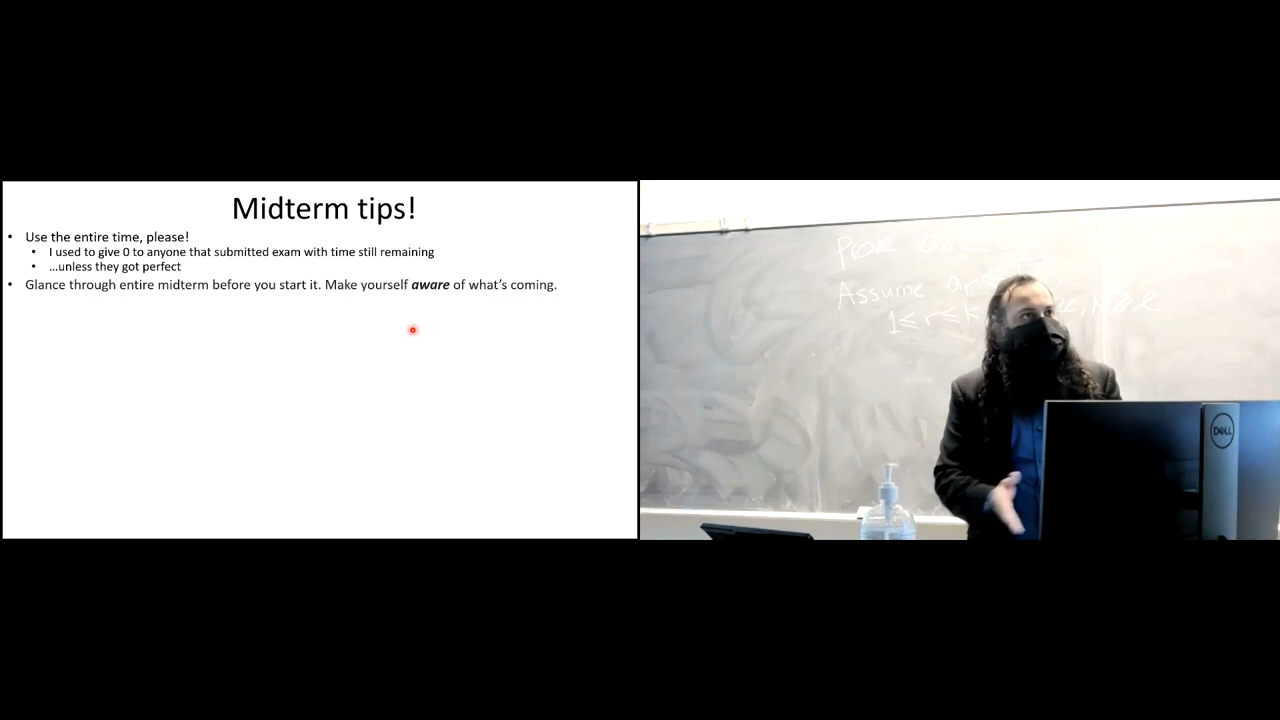 Midterm tips!
• Use the entire time, please!
• I used to give 0 to anyone that submitted exam with time still remaining
• …unless they got perfect
• Glance through entire midterm before you start it. Make yourself aware of what's coming.
Prove
Assume
1≤ r ≤ k
DELL